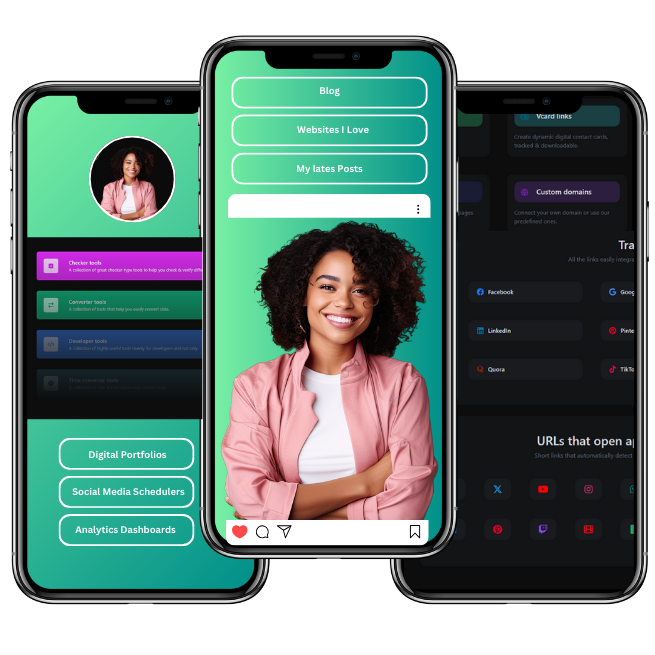 Blog
Websites I Love
My lates Posts
Checker tools
A collection of great checker-type tools to help you check & verify diffe
Converter tools
A collection of tools that help you easily convert data.
Developer tools
A collection of highly useful tools mainly for developers and not only.
Digital Portfolios
Social Media Schedulers
Analytics Dashboards
Vcard links
Create dynamic digital contact cards,
tracked & downloadable
Custom domains
pages
Connect your own domain or use our
predefined ones.
Tra
All the links easily integra
Facebook
Goog
LinkedIn
Pinte
Quora
TikTo
URLs that open ap
Short links that automatically detect